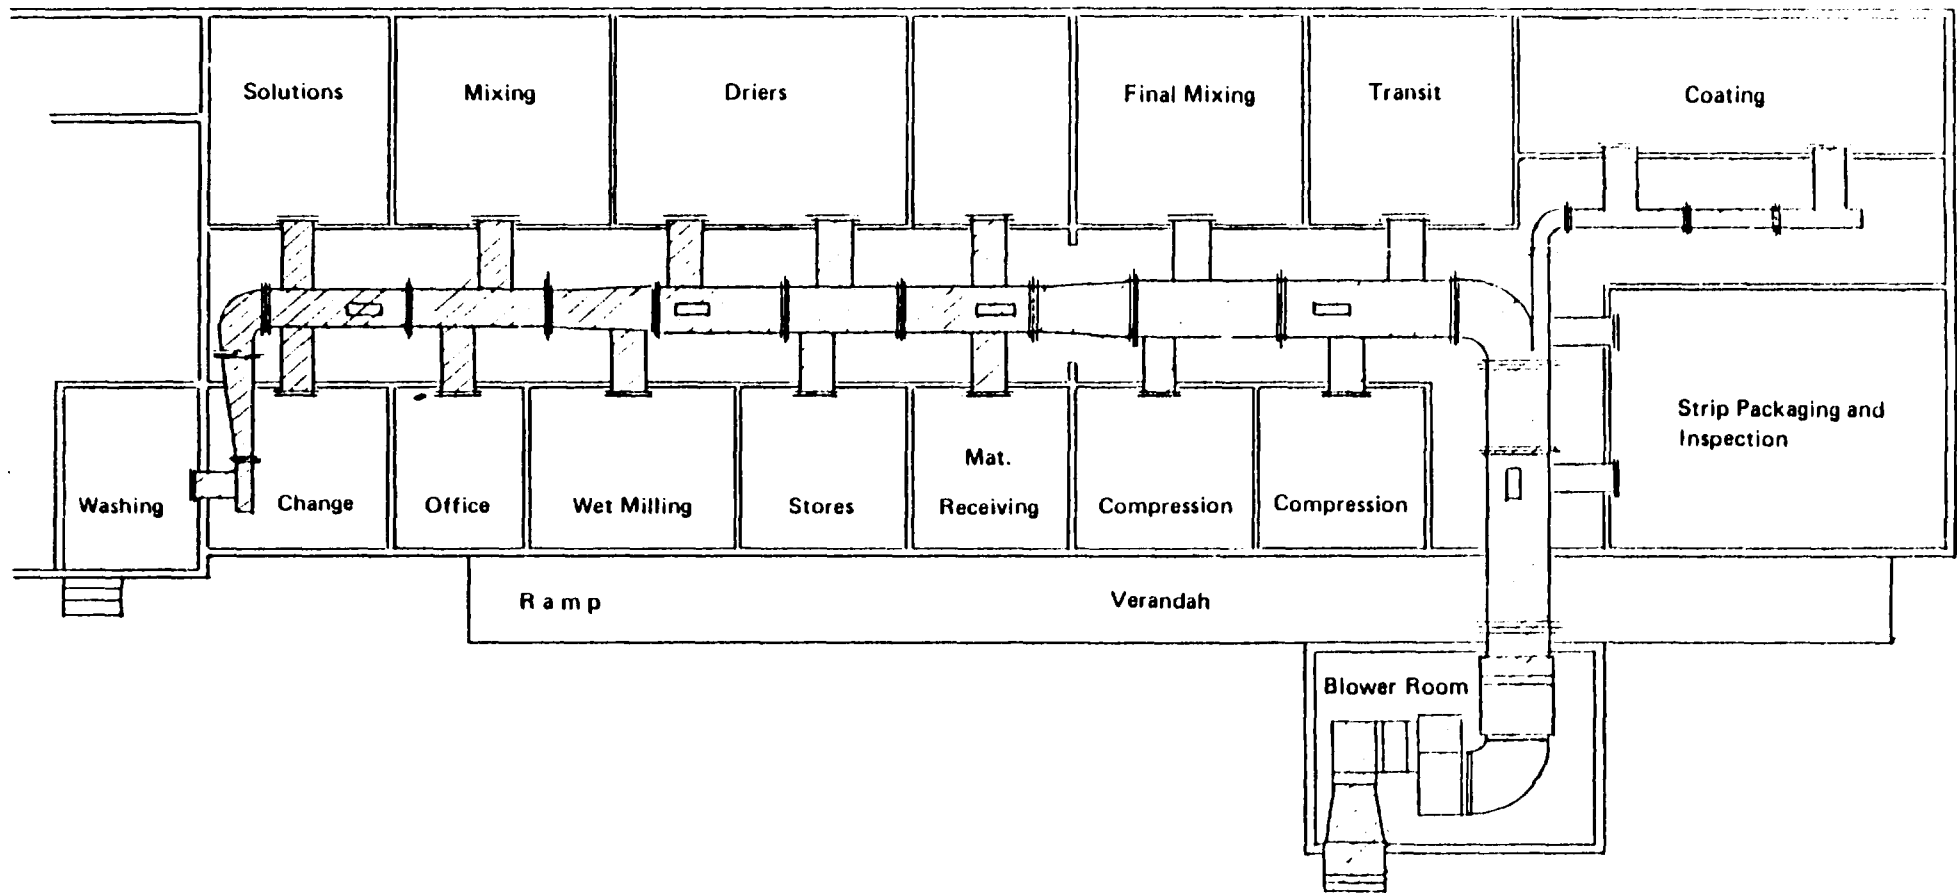 Solutions
Mixing
Driers
Final Mixing
Transit
Coating
Strip Packaging and
Inspection
Washing
Change
Office
Wet Milling
Stores
Mat.
Receiving
Compression
Compression
Ramp
Verandah
Blower Room